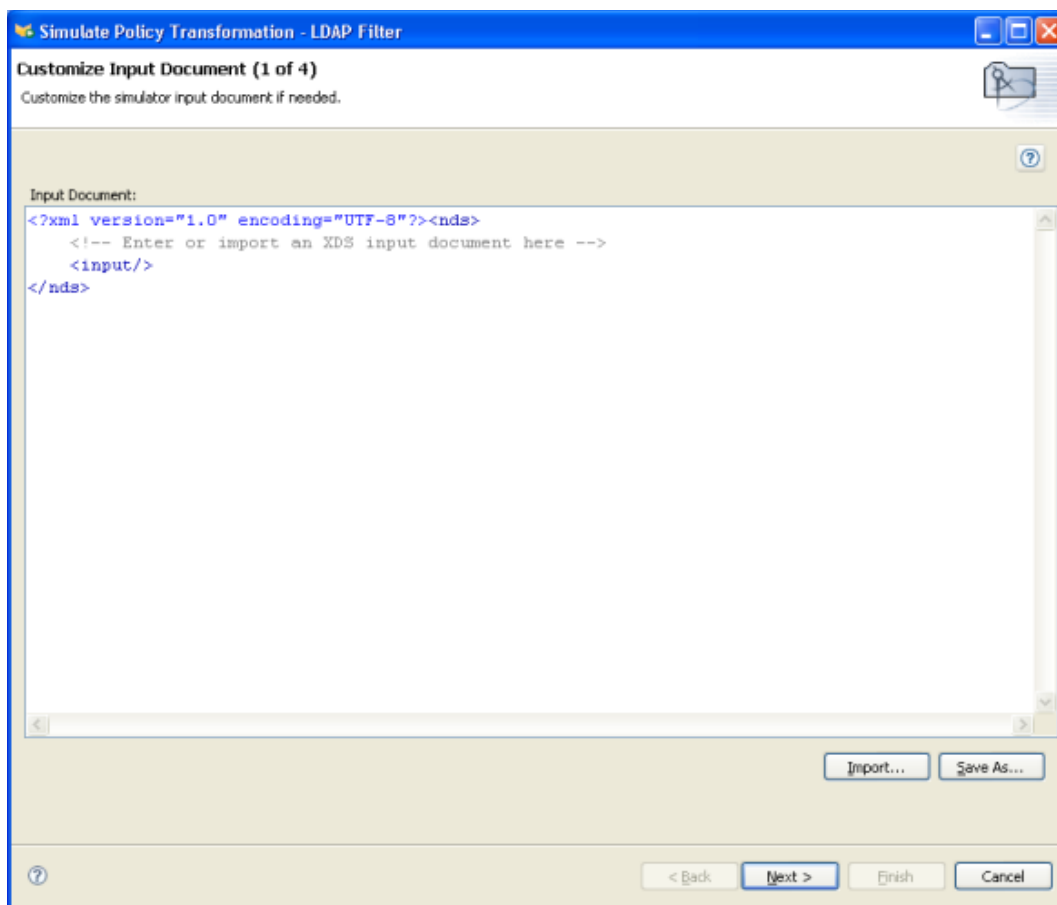 Simulate Policy Transformation - LDAP Filter
Customize Input Document (1 of 4)
Customize the simulator input document if needed.
Input Document:
<?xml version="1.0" encoding="UTF-8"?><nds>
    <!-- Enter or import an XDS input document here -->
    <input/>
</nds>
Import... Save As...
< Back Next > Finish Cancel